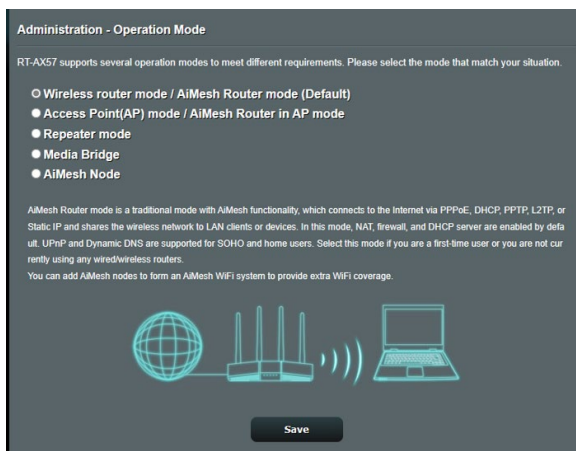 Administration - Operation Mode
RT-AX57 supports several operation modes to meet different requirements. Please select the mode that match your situation.
Wireless router mode / AiMesh Router mode (Default)
Access Point(AP) mode / AiMesh Router in AP mode
Repeater mode
Media Bridge
AiMesh Node
AiMesh Router mode is a traditional mode with AiMesh functionality, which connects to the Internet via PPPoE, DHCP, PPTP, L2TP, or
Static IP and shares the wireless network to LAN clients or devices. In this mode, NAT, firewall, and DHCP server are enabled by defa
ult. UPnP and Dynamic DNS are supported for SOHO and home users. Select this mode if you are a first-time user or you are not cur
rently using any wired/wireless routers.
You can add AiMesh nodes to form an AiMesh WiFi system to provide extra WiFi coverage.
Save